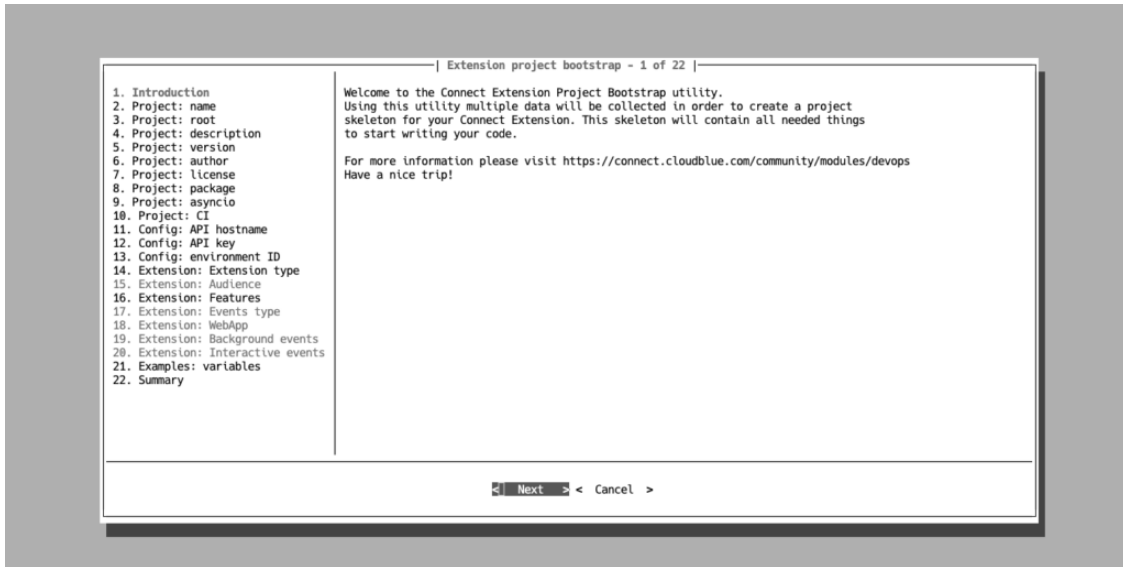 | Extension project bootstrap – 1 of 22 |
1. Introduction
2. Project: name
3. Project: root
4. Project: description
5. Project: version
6. Project: author
7. Project: license
8. Project: package
9. Project: asyncio
10. Project: CI
11. Config: API hostname
12. Config: API key
13. Config: environment ID
14. Extension: Extension type
15. Extension: Audience
16. Extension: Features
17. Extension: Events type
18. Extension: WebApp
19. Extension: Background events
20. Extension: Interactive events
21. Examples: variables
22. Summary
Welcome to the Connect Extension Project Bootstrap utility.
Using this utility multiple data will be collected in order to create a project
skeleton for your Connect Extension. This skeleton will contain all needed things
to start writing your code.
For more information please visit https://connect.cloudblue.com/community/modules/devops
Have a nice trip!
< Next > < Cancel >